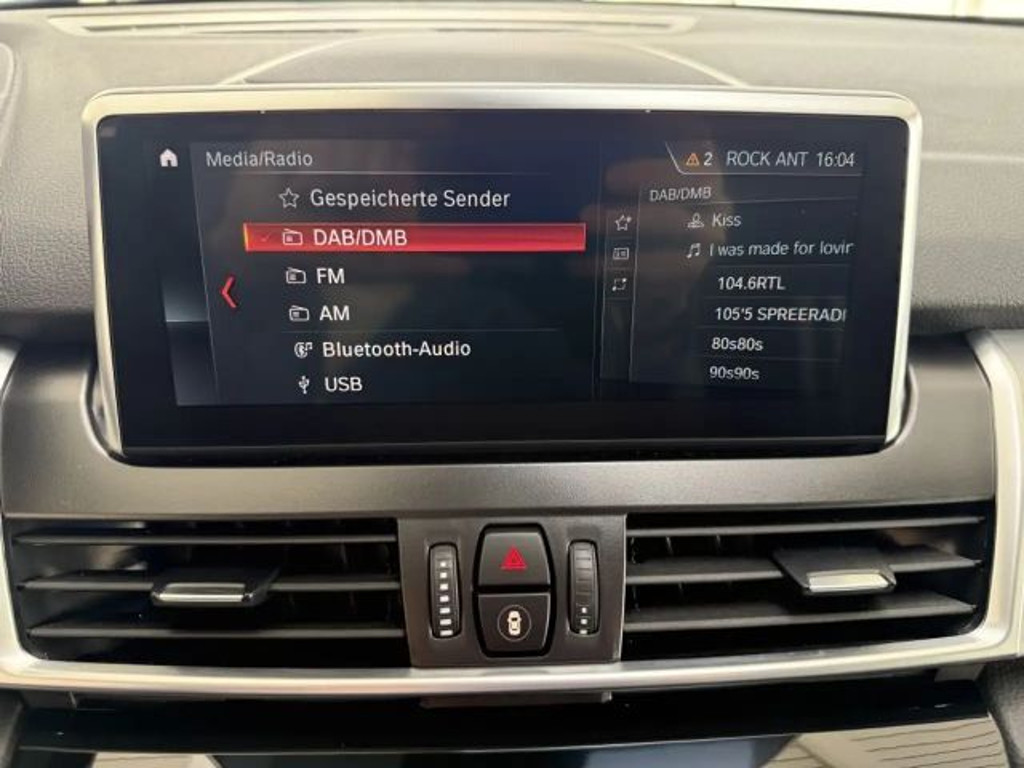 Media/Radio
2 ROCK ANT 16:04
Gespeicherte Sender
DAB/DMB
FM
AM
Bluetooth-Audio
USB
DAB/DMB
Kiss
I was made for lovin
104.6RTL
105'5 SPREERADI
80s80s
90s90s